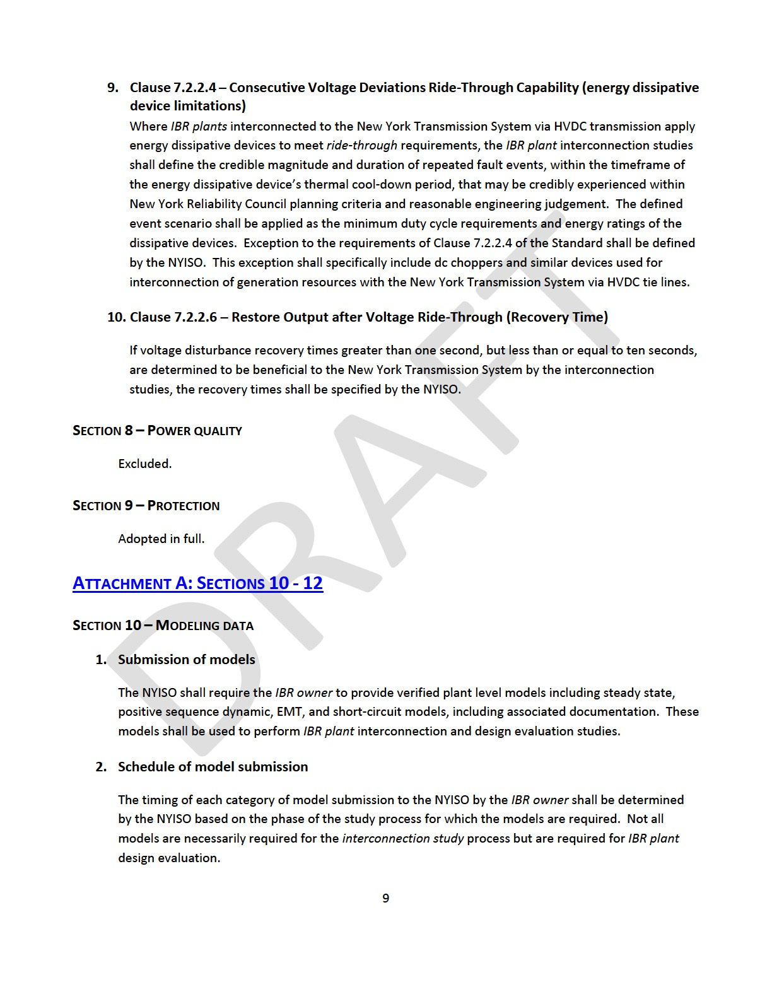 9. Clause 7.2.2.4 – Consecutive Voltage Deviations Ride-Through Capability (energy dissipative
device limitations)
Where IBR plants interconnected to the New York Transmission System via HVDC transmission apply
energy dissipative devices to meet ride-through requirements, the IBR plant interconnection studies
shall define the credible magnitude and duration of repeated fault events, within the timeframe of
the energy dissipative device’s thermal cool-down period, that may be credibly experienced within
New York Reliability Council planning criteria and reasonable engineering judgement.  The defined
event scenario shall be applied as the minimum duty cycle requirements and energy ratings of the
dissipative devices.  Exception to the requirements of Clause 7.2.2.4 of the Standard shall be defined
by the NYISO.  This exception shall specifically include dc choppers and similar devices used for
interconnection of generation resources with the New York Transmission System via HVDC tie lines.
10. Clause 7.2.2.6 – Restore Output after Voltage Ride-Through (Recovery Time)
If voltage disturbance recovery times greater than one second, but less than or equal to ten seconds,
are determined to be beneficial to the New York Transmission System by the interconnection
studies, the recovery times shall be specified by the NYISO.
SECTION 8 – POWER QUALITY
Excluded.
SECTION 9 – PROTECTION
Adopted in full.
ATTACHMENT A: SECTIONS 10 - 12
SECTION 10 – MODELING DATA
1. Submission of models
The NYISO shall require the IBR owner to provide verified plant level models including steady state,
positive sequence dynamic, EMT, and short-circuit models, including associated documentation.  These
models shall be used to perform IBR plant interconnection and design evaluation studies.
2. Schedule of model submission
The timing of each category of model submission to the NYISO by the IBR owner shall be determined
by the NYISO based on the phase of the study process for which the models are required.  Not all
models are necessarily required for the interconnection study process but are required for IBR plant
design evaluation.
9
DRAFT